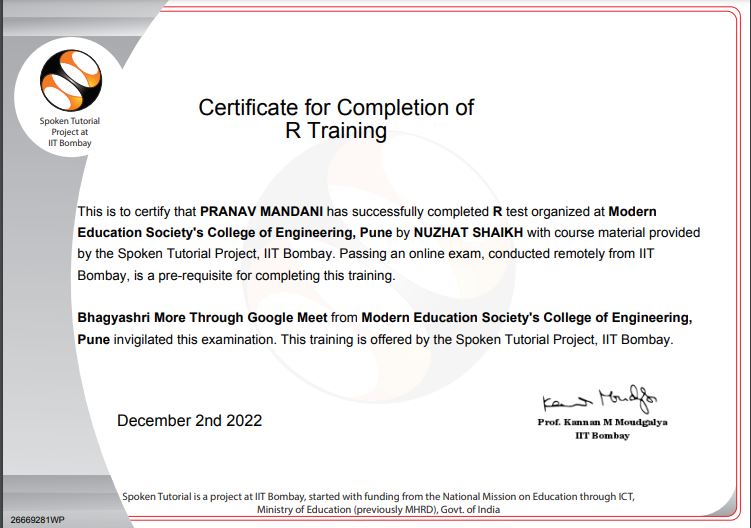 Spoken Tutorial
Project at
IIT Bombay
Certificate for Completion of
R Training
This is to certify that PRANAV MANDANI has successfully completed R test organized at Modern
Education Society's College of Engineering, Pune by NUZHAT SHAIKH with course material provided
by the Spoken Tutorial Project, IIT Bombay. Passing an online exam, conducted remotely from IIT
Bombay, is a pre-requisite for completing this training.
Bhagyashri More Through Google Meet from Modern Education Society's College of Engineering,
Pune invigilated this examination. This training is offered by the Spoken Tutorial Project, IIT Bombay.
December 2nd 2022
Prof. Kannan M Moudgalya
IIT Bombay
Spoken Tutorial is a project at IIT Bombay, started with funding from the National Mission on Education through ICT,
Ministry of Education (previously MHRD), Govt. of India
26669281WP